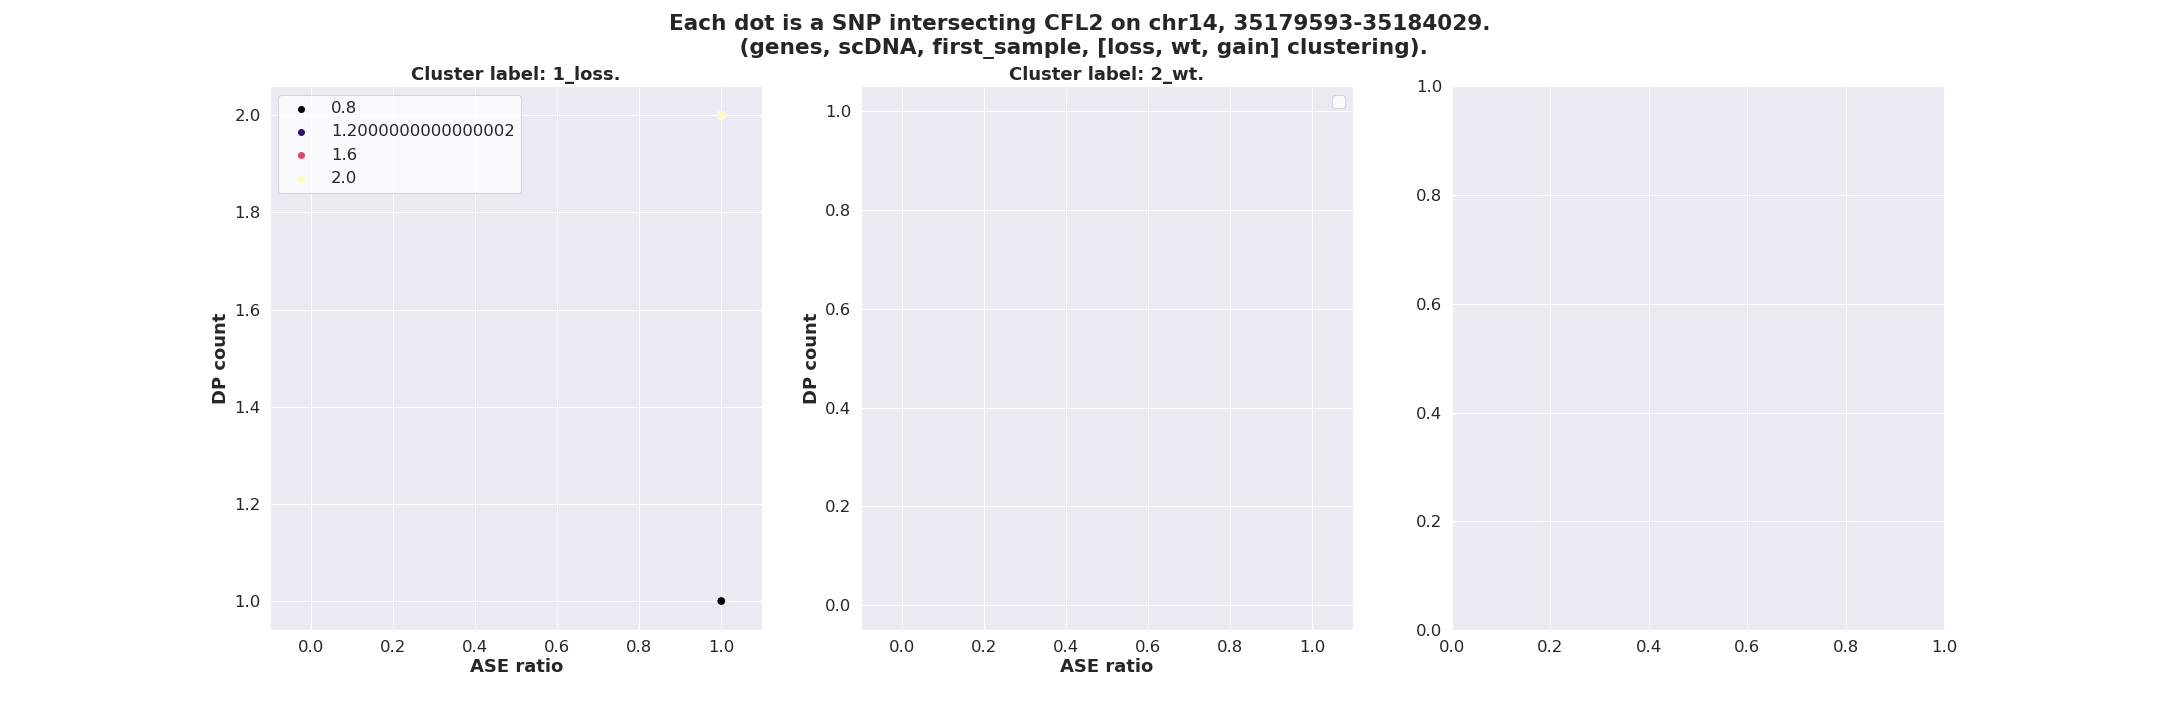 Each dot is a SNP intersecting CFL2 on chr14, 35179593-35184029.
(genes, scDNA, first_sample, [loss, wt, gain] clustering).
Cluster label: 1_loss.
0.8
1.2000000000000002
1.6
2.0
2.0
1.8
1.6
1.4
1.2
1.0
DP count
0.0 0.2 0.4 0.6 0.8 1.0
ASE ratio
Cluster label: 2_wt.
1.0
0.8
0.6
0.4
0.2
0.0
DP count
0.0 0.2 0.4 0.6 0.8 1.0
ASE ratio
1.0
0.8
0.6
0.4
0.2
0.0
0.0 0.2 0.4 0.6 0.8 1.0